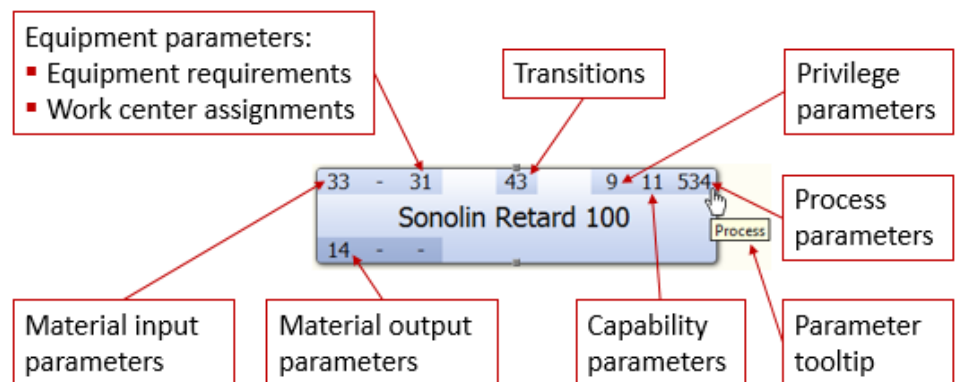 Equipment parameters:
▪ Equipment requirements
▪ Work center assignments
Transitions
Privilege
parameters
33 - 31 43 9 11 534
Sonolin Retard 100
14 - -
Process
Process
parameters
Material input
parameters
Material output
parameters
Capability
parameters
Parameter
tooltip